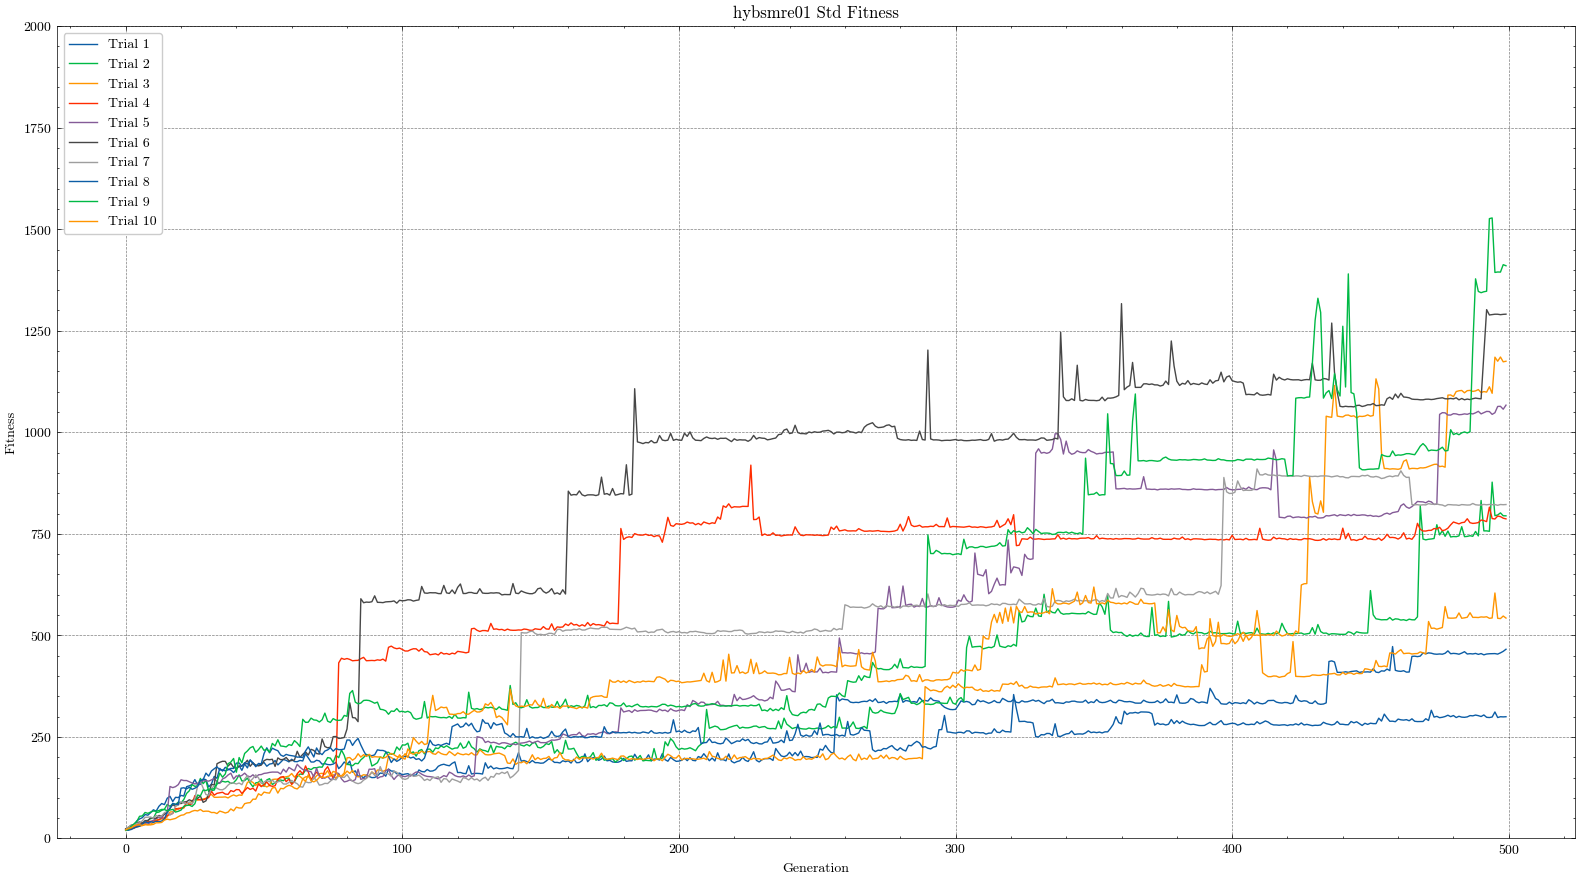 hybsmre01 Std Fitness
2000
1750
1500
1250
1000
750
500
250
0
Fitness
Trial 1
Trial 2
Trial 3
Trial 4
Trial 5
Trial 6
Trial 7
Trial 8
Trial 9
Trial 10
0 100 200 300 400 500
Generation